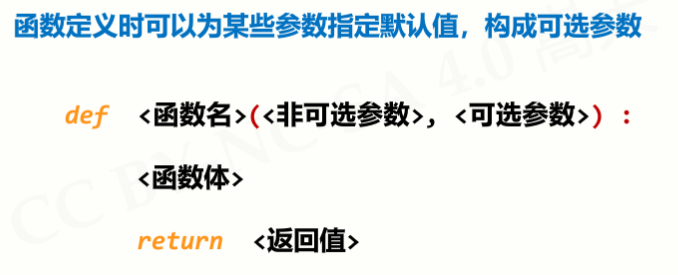 函数定义时可以为某些参数指定默认值，构成可选参数
def <函数名>(<非可选参数>, <可选参数>) :
<函数体>
return <返回值>
CC BY NC SA 4.0 嵩天